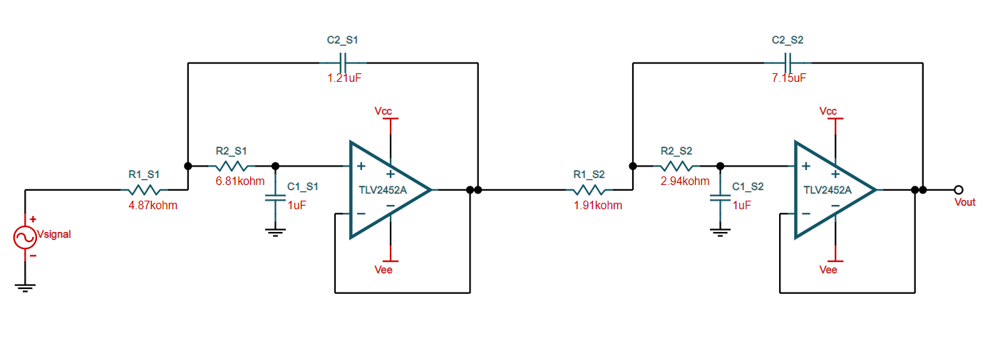 C2_S1
1.21uF
C2_S2
7.15uF
Vcc
Vcc
R2_S1
6.81kohm
R2_S2
2.94kohm
R1_S1
4.87kohm
C1_S1
1uF
+
+
TLV2452A
−
−
R1_S2
1.91kohm
C1_S2
1uF
+
+
TLV2452A
−
−
Vout
+
Vsignal
−
Vee
Vee